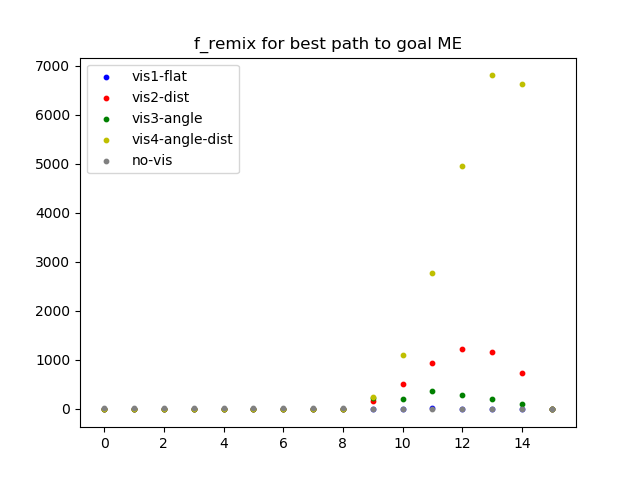 f_remix for best path to goal ME
7000
6000
5000
4000
3000
2000
1000
0
vis1-flat
vis2-dist
vis3-angle
vis4-angle-dist
no-vis
0 2 4 6 8 10 12 14